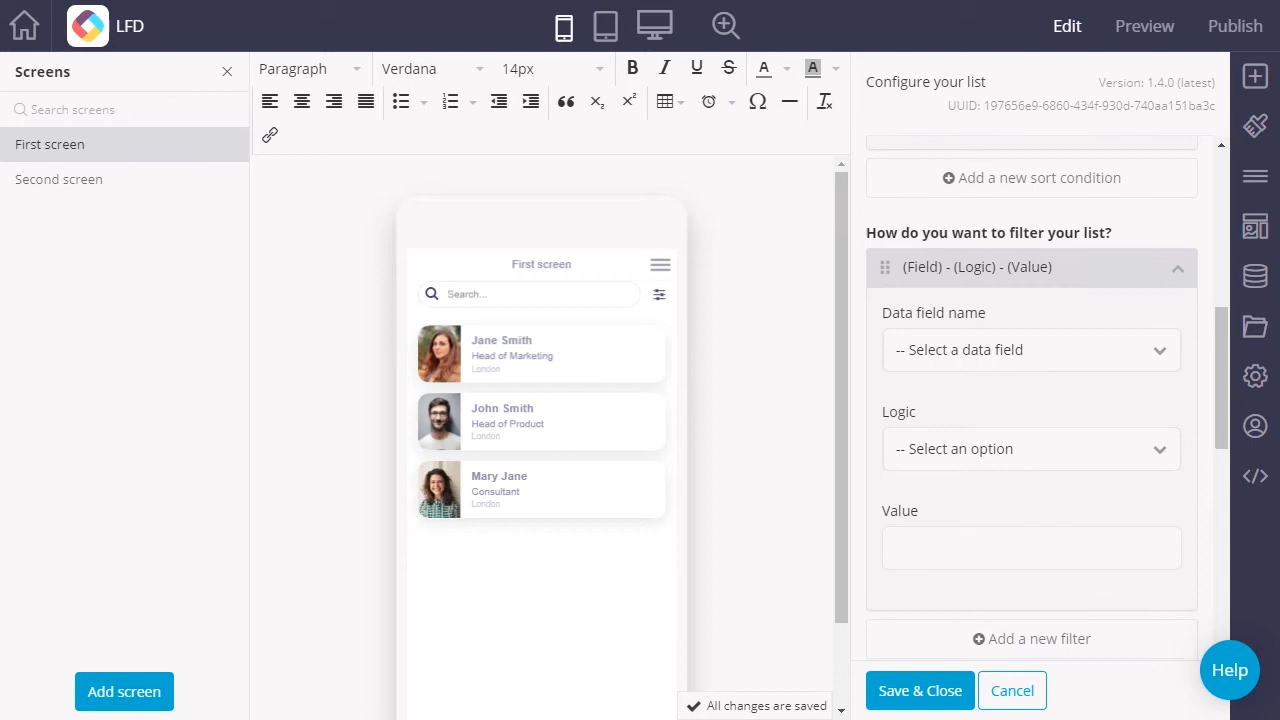 LFD
Edit
Preview
Publish
Screens
Search screens
First screen
Second screen
Add screen
Paragraph
Verdana
14px
First screen
Search...
Jane Smith
Head of Marketing
London
John Smith
Head of Product
London
Mary Jane
Consultant
London
All changes are saved
Configure your list
Version: 1.4.0 (latest)
UUID: 197656e9-6860-434f-930d-740aa151ba3c
Add a new sort condition
How do you want to filter your list?
(Field) - (Logic) - (Value)
Data field name
-- Select a data field
Logic
-- Select an option
Value
Add a new filter
Save & Close
Cancel
Help